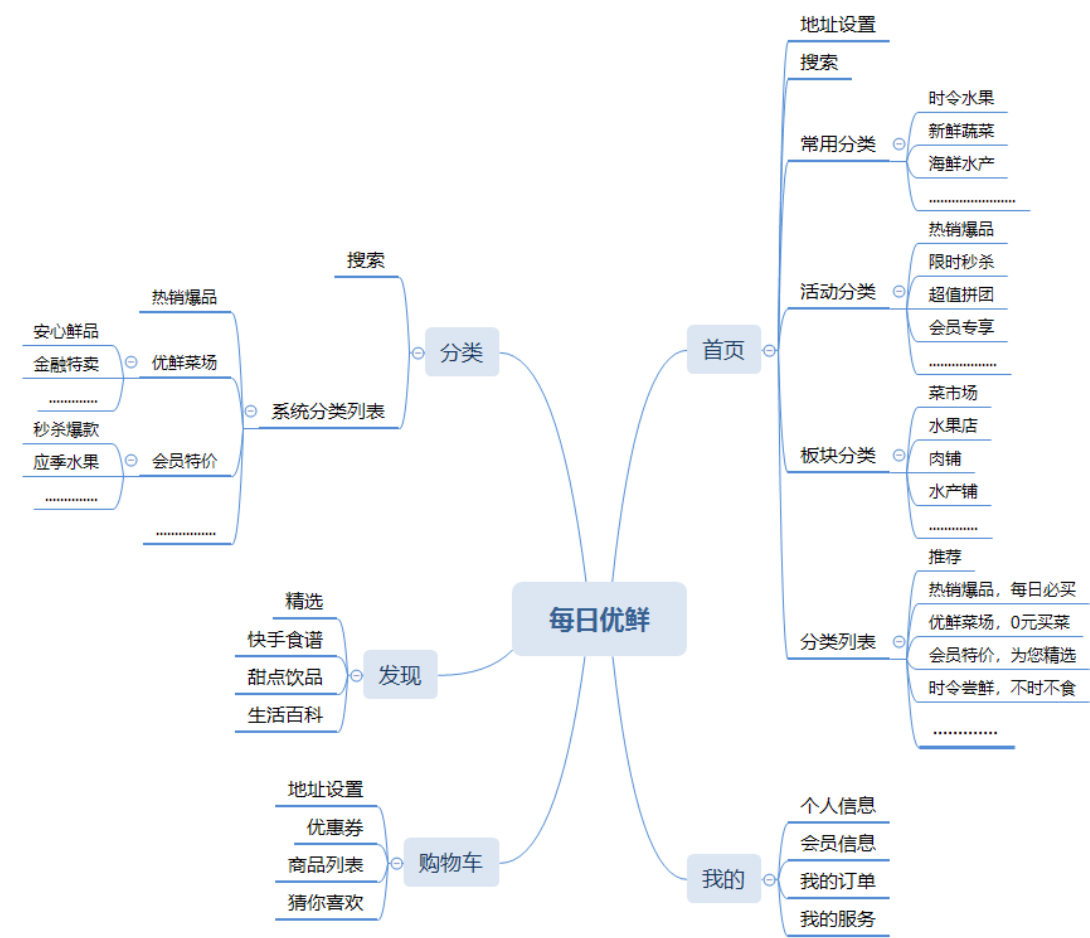 每日优鲜
首页
地址设置
搜索
常用分类
时令水果
新鲜蔬菜
海鲜水产
......................
活动分类
热销爆品
限时秒杀
超值拼团
会员专享
..................
板块分类
菜市场
水果店
肉铺
水产铺
.............
分类列表
推荐
热销爆品，每日必买
优鲜菜场，0元买菜
会员特价，为您精选
时令尝鲜，不时不食
.............
我的
个人信息
会员信息
我的订单
我的服务
分类
搜索
系统分类列表
热销爆品
优鲜菜场
安心鲜品
金融特卖
.............
会员特价
秒杀爆款
应季水果
..............
................
发现
精选
快手食谱
甜点饮品
生活百科
购物车
地址设置
优惠券
商品列表
猜你喜欢